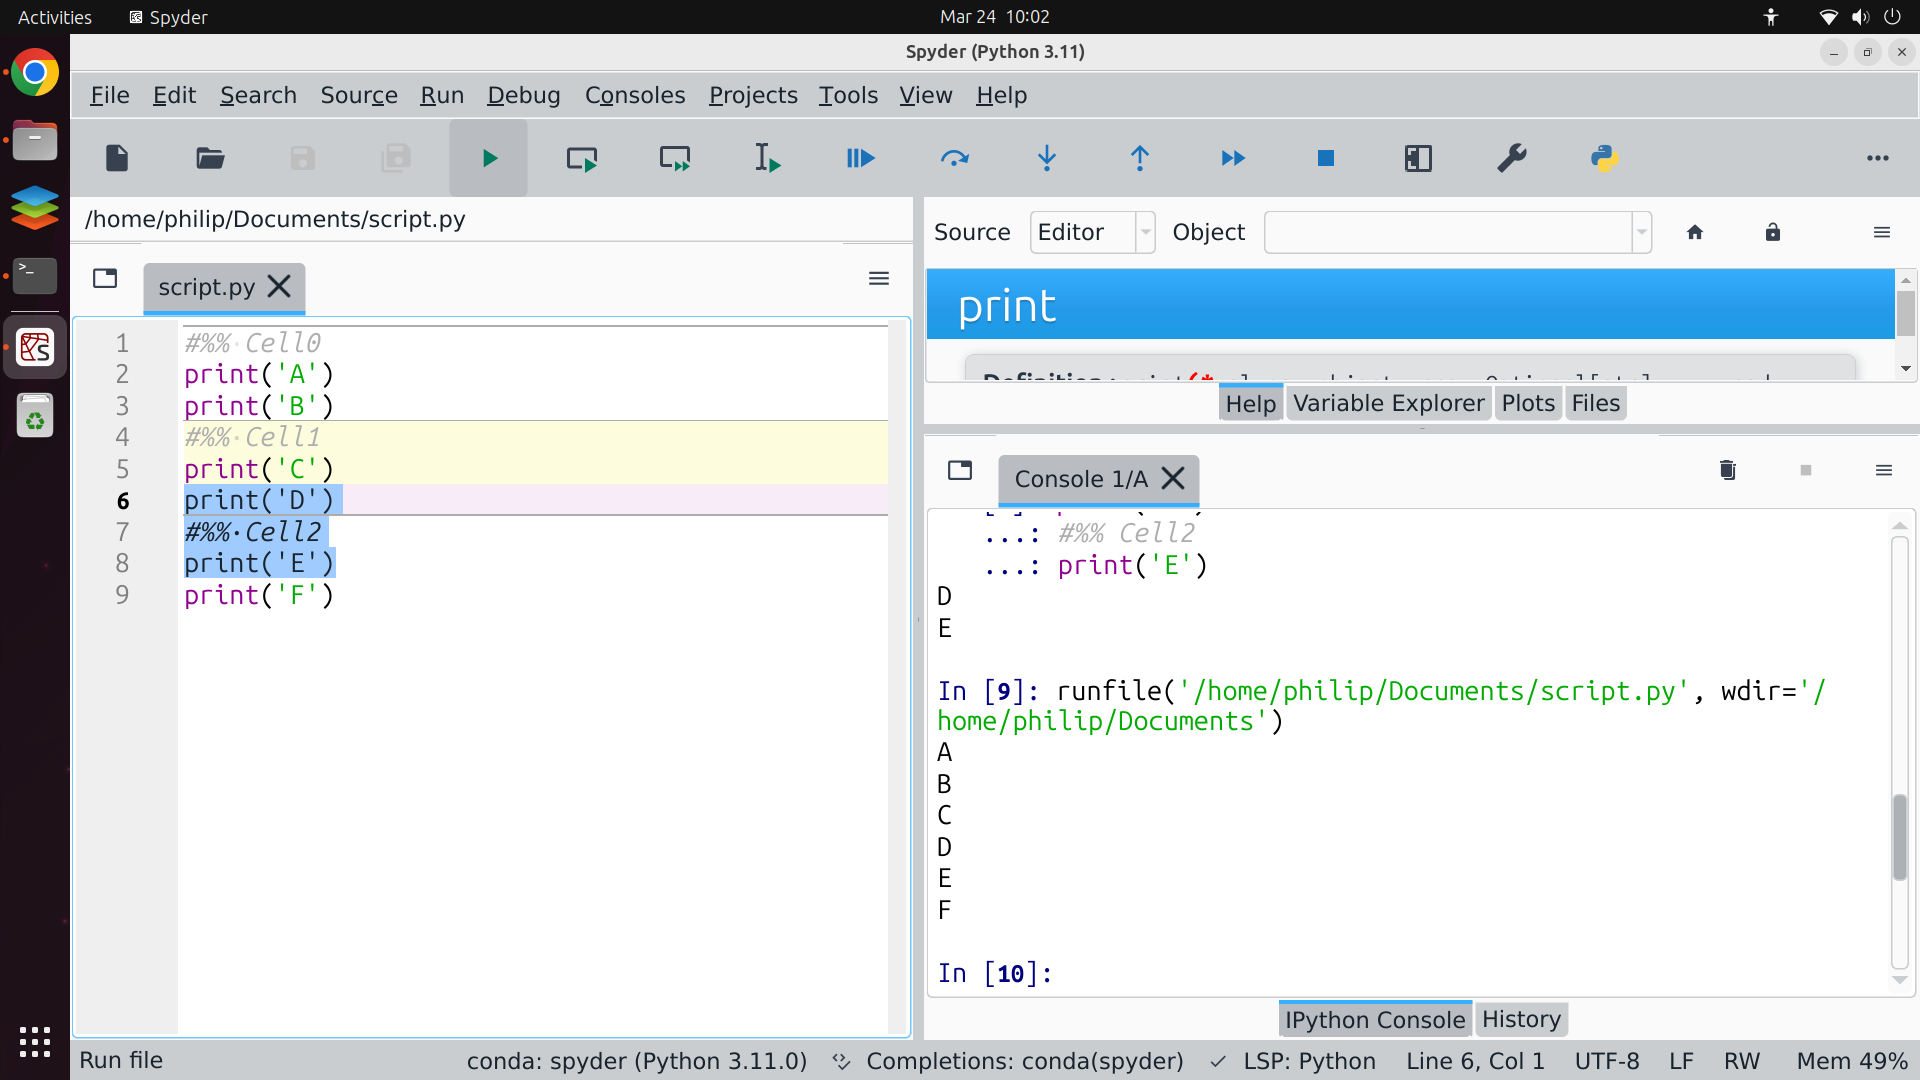 Activities
Spyder
Mar 24 10:02
Spyder (Python 3.11)
File Edit Search Source Run Debug Consoles Projects Tools View Help
/home/philip/Documents/script.py
script.py
1 #%% Cell0
2 print('A')
3 print('B')
4 #%% Cell1
5 print('C')
6 print('D')
7 #%% Cell2
8 print('E')
9 print('F')
Source Editor Object
print
Help Variable Explorer Plots Files
Console 1/A
...: #%% Cell2
...: print('E')
D
E
In [9]: runfile('/home/philip/Documents/script.py', wdir='/
home/philip/Documents')
A
B
C
D
E
F
In [10]:
IPython Console History
Run file
conda: spyder (Python 3.11.0)
Completions: conda(spyder)
LSP: Python
Line 6, Col 1
UTF-8
LF
RW
Mem 49%